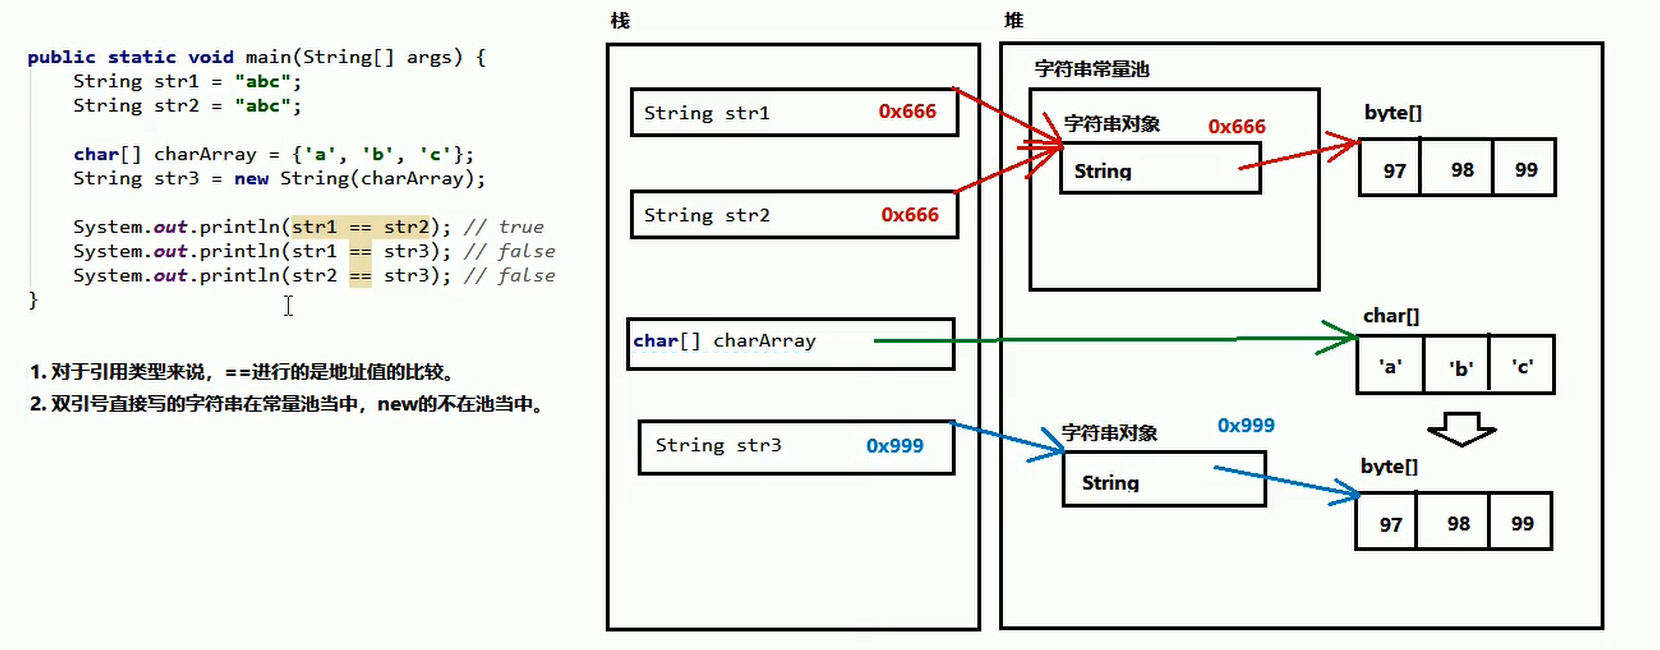 public static void main(String[] args) {
String str1 = "abc";
String str2 = "abc";
char[] charArray = {'a', 'b', 'c'};
String str3 = new String(charArray);
System.out.println(str1 == str2); // true
System.out.println(str1 == str3); // false
System.out.println(str2 == str3); // false
}
1. 对于引用类型来说，==进行的是地址值的比较。
2. 双引号直接写的字符串在常量池当中，new的不在池当中。
栈
String str1 0x666
String str2 0x666
char[] charArray
String str3 0x999
堆
字符串常量池
字符串对象 0x666
String
byte[]
97 98 99
char[]
'a' 'b' 'c'
字符串对象 0x999
String
byte[]
97 98 99